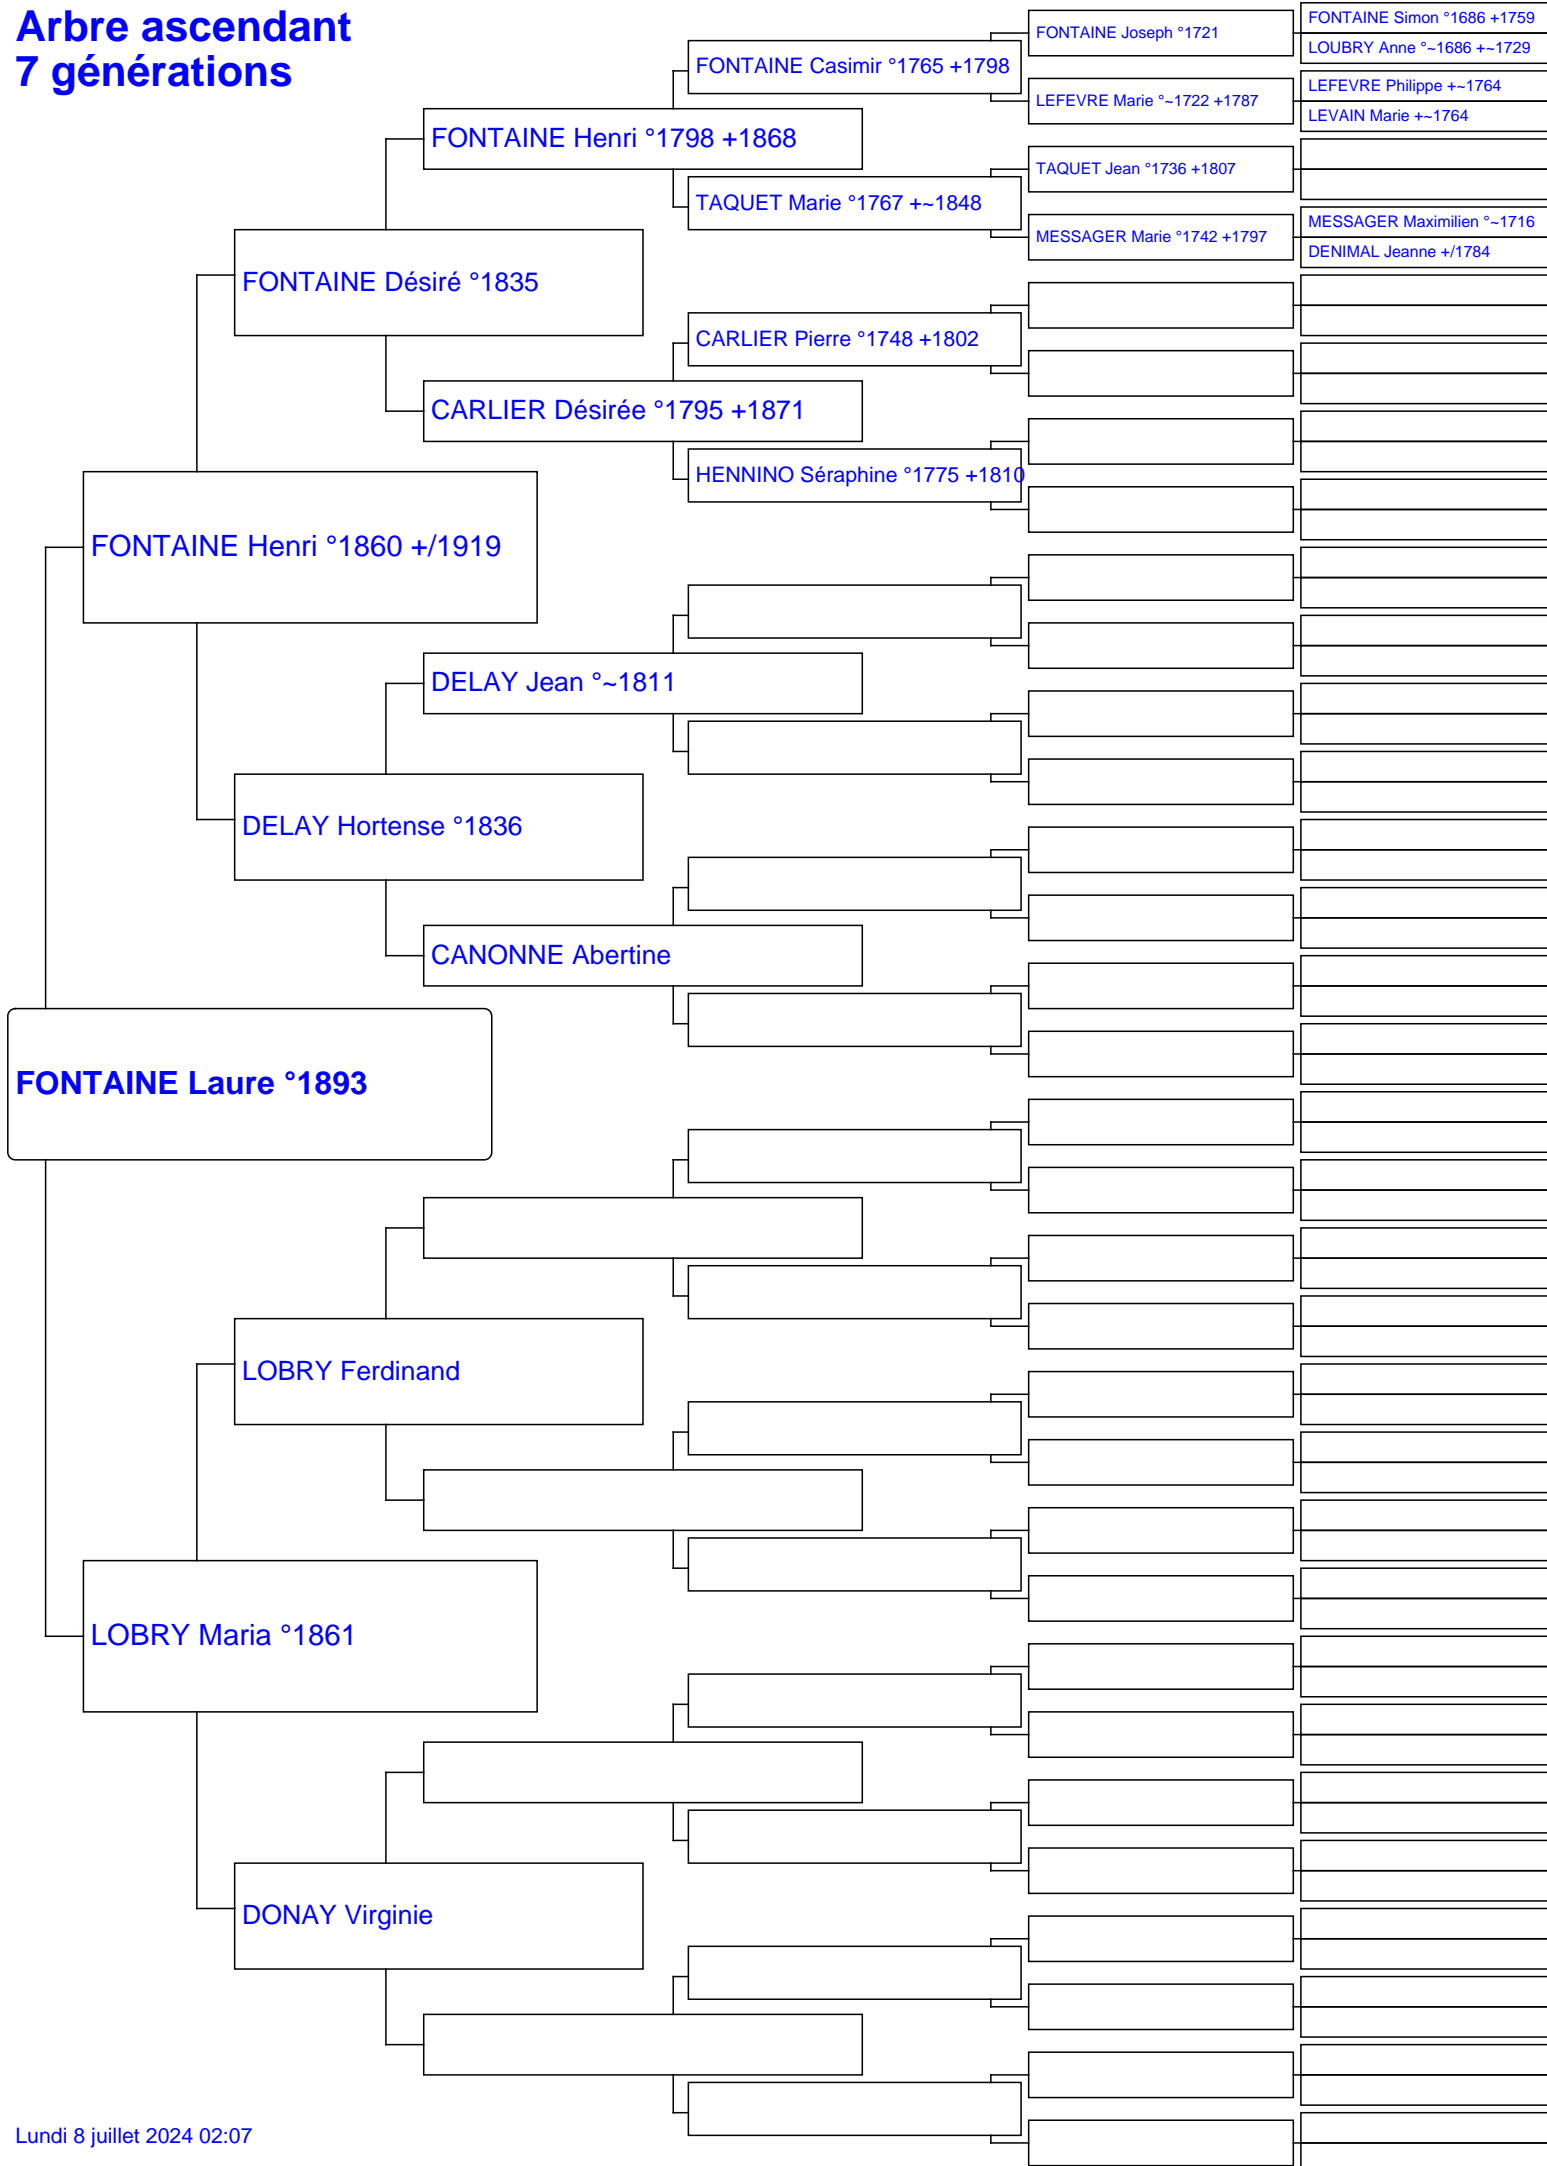 Arbre ascendant
7 générations
FONTAINE Laure °1893
FONTAINE Henri °1860 +/1919
LOBRY Maria °1861
FONTAINE Désiré °1835
DELAY Hortense °1836
LOBRY Ferdinand
DONAY Virginie
FONTAINE Henri °1798 +1868
CARLIER Désirée °1795 +1871
DELAY Jean °~1811
CANONNE Abertine
FONTAINE Casimir °1765 +1798
TAQUET Marie °1767 +~1848
CARLIER Pierre °1748 +1802
HENNINO Séraphine °1775 +1810
FONTAINE Joseph °1721
LEFEVRE Marie °~1722 +1787
TAQUET Jean °1736 +1807
MESSAGER Marie °1742 +1797
FONTAINE Simon °1686 +1759
LOUBRY Anne °~1686 +~1729
LEFEVRE Philippe +~1764
LEVAIN Marie +~1764
MESSAGER Maximilien °~1716
DENIMAL Jeanne +/1784
Lundi 8 juillet 2024 02:07